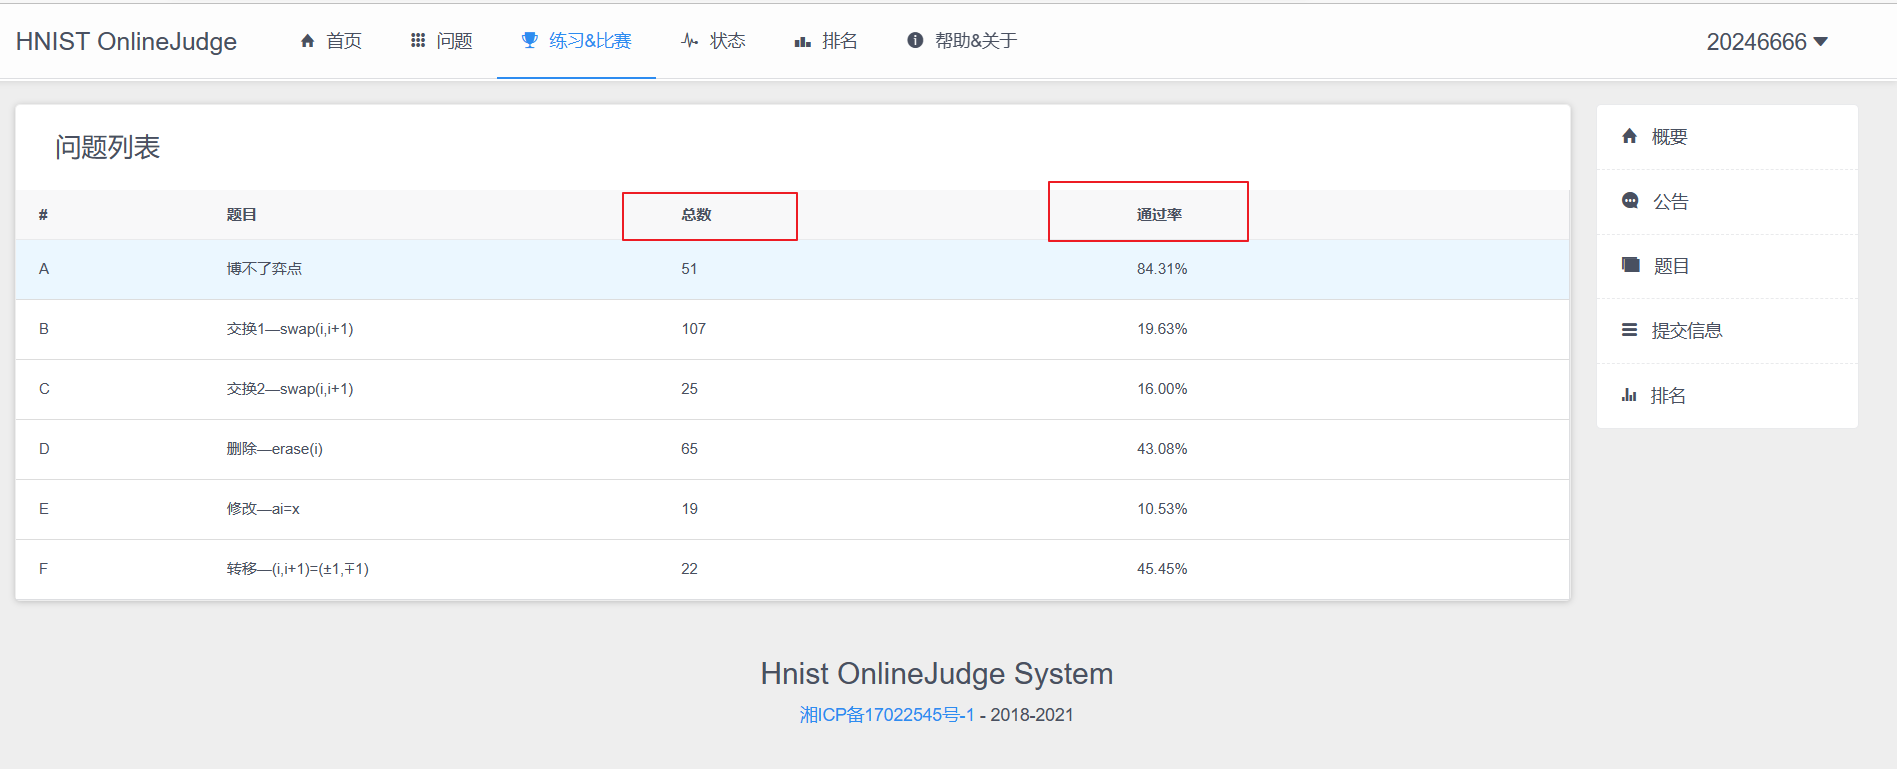 HNIST OnlineJudge 首页 问题 练习&比赛 状态 排名 帮助&关于 20246666
问题列表
# 题目 总数 通过率
A 博不了弈点 51 84.31%
B 交换1—swap(i,i+1) 107 19.63%
C 交换2—swap(i,i+1) 25 16.00%
D 删除—erase(i) 65 43.08%
E 修改—ai=x 19 10.53%
F 转移—(i,i+1)=(±1,∓1) 22 45.45%
概要
公告
题目
提交信息
排名
Hnist OnlineJudge System
湘ICP备17022545号-1 - 2018-2021